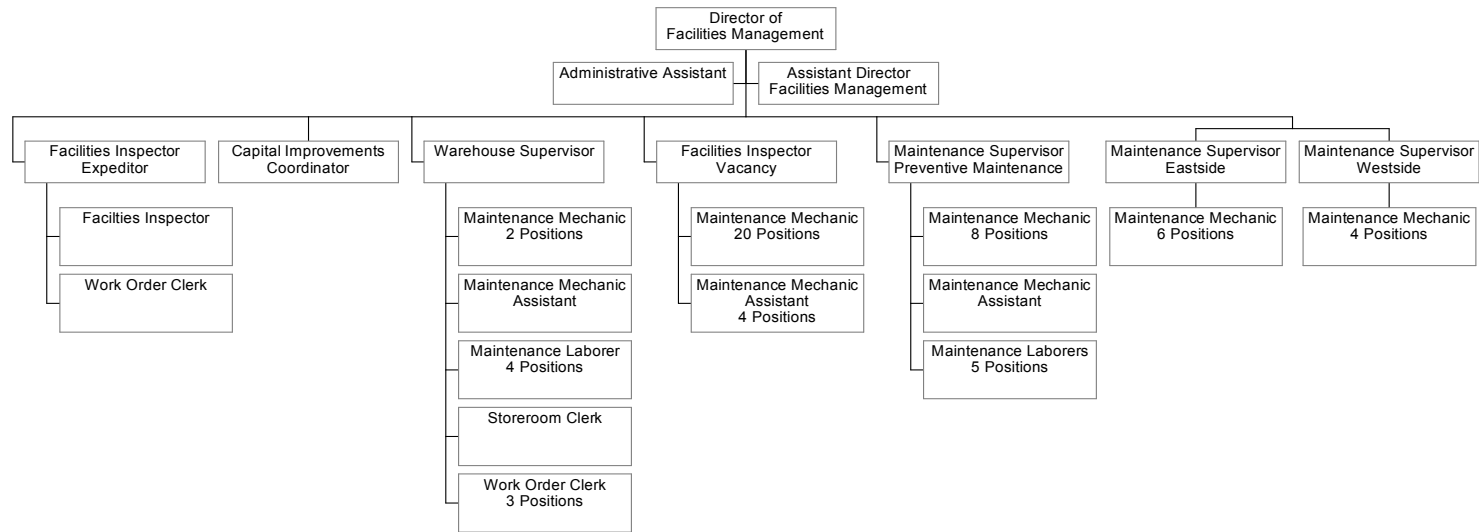 Director of
Facilities Management
Administrative Assistant
Assistant Director
Facilities Management
Facilities Inspector
Expeditor
Capital Improvements
Coordinator
Warehouse Supervisor
Facilities Inspector
Vacancy
Maintenance Supervisor
Preventive Maintenance
Maintenance Supervisor
Eastside
Maintenance Supervisor
Westside
Facilties Inspector
Work Order Clerk
Maintenance Mechanic
2 Positions
Maintenance Mechanic
Assistant
Maintenance Laborer
4 Positions
Storeroom Clerk
Work Order Clerk
3 Positions
Maintenance Mechanic
20 Positions
Maintenance Mechanic
Assistant
4 Positions
Maintenance Mechanic
8 Positions
Maintenance Mechanic
Assistant
Maintenance Laborers
5 Positions
Maintenance Mechanic
6 Positions
Maintenance Mechanic
4 Positions